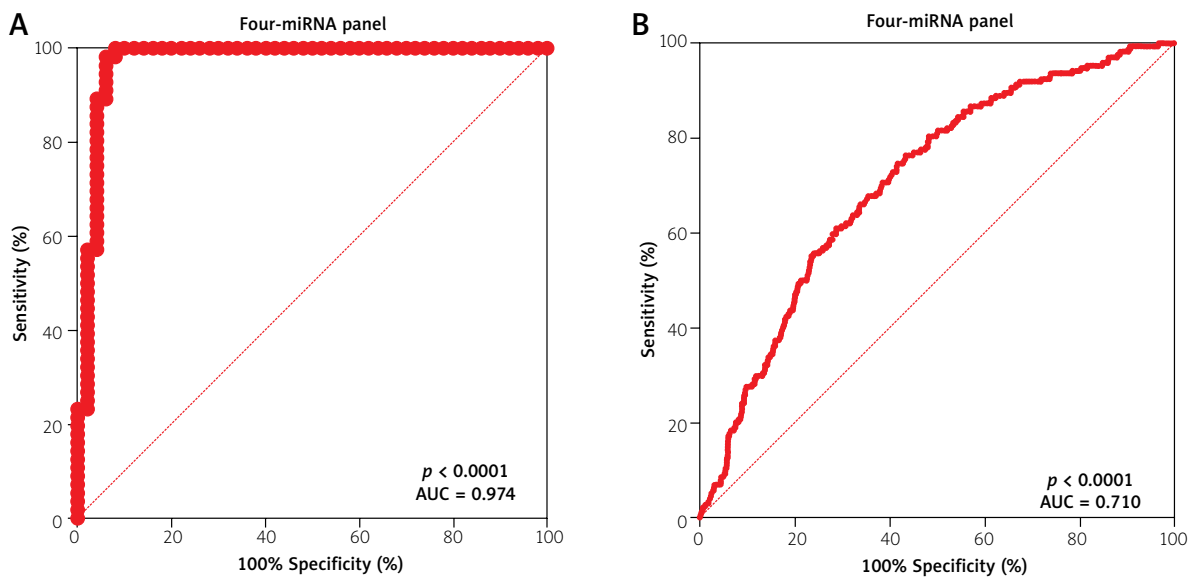 A
Four-miRNA panel
100
80
60
40
20
0
Sensitivity (%)
p < 0.0001
AUC = 0.974
0 20 40 60 80 100
100% Specificity (%)
B
Four-miRNA panel
100
80
60
40
20
0
Sensitivity (%)
p < 0.0001
AUC = 0.710
0 20 40 60 80 100
100% Specificity (%)